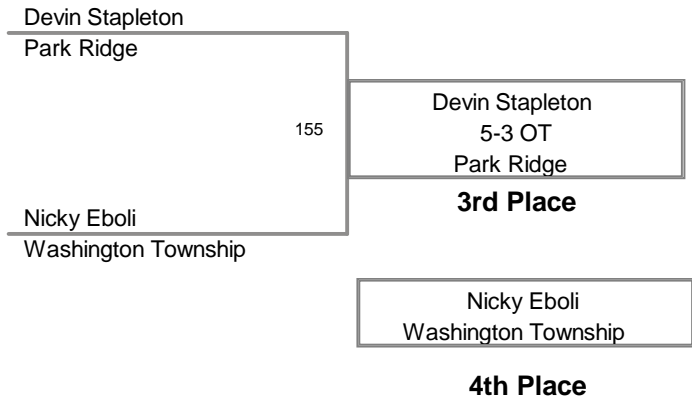 Devin Stapleton
Park Ridge
Devin Stapleton
155
5-3 OT
Park Ridge
3rd Place
Nicky Eboli
Washington Township
Nicky Eboli
Washington Township
4th Place